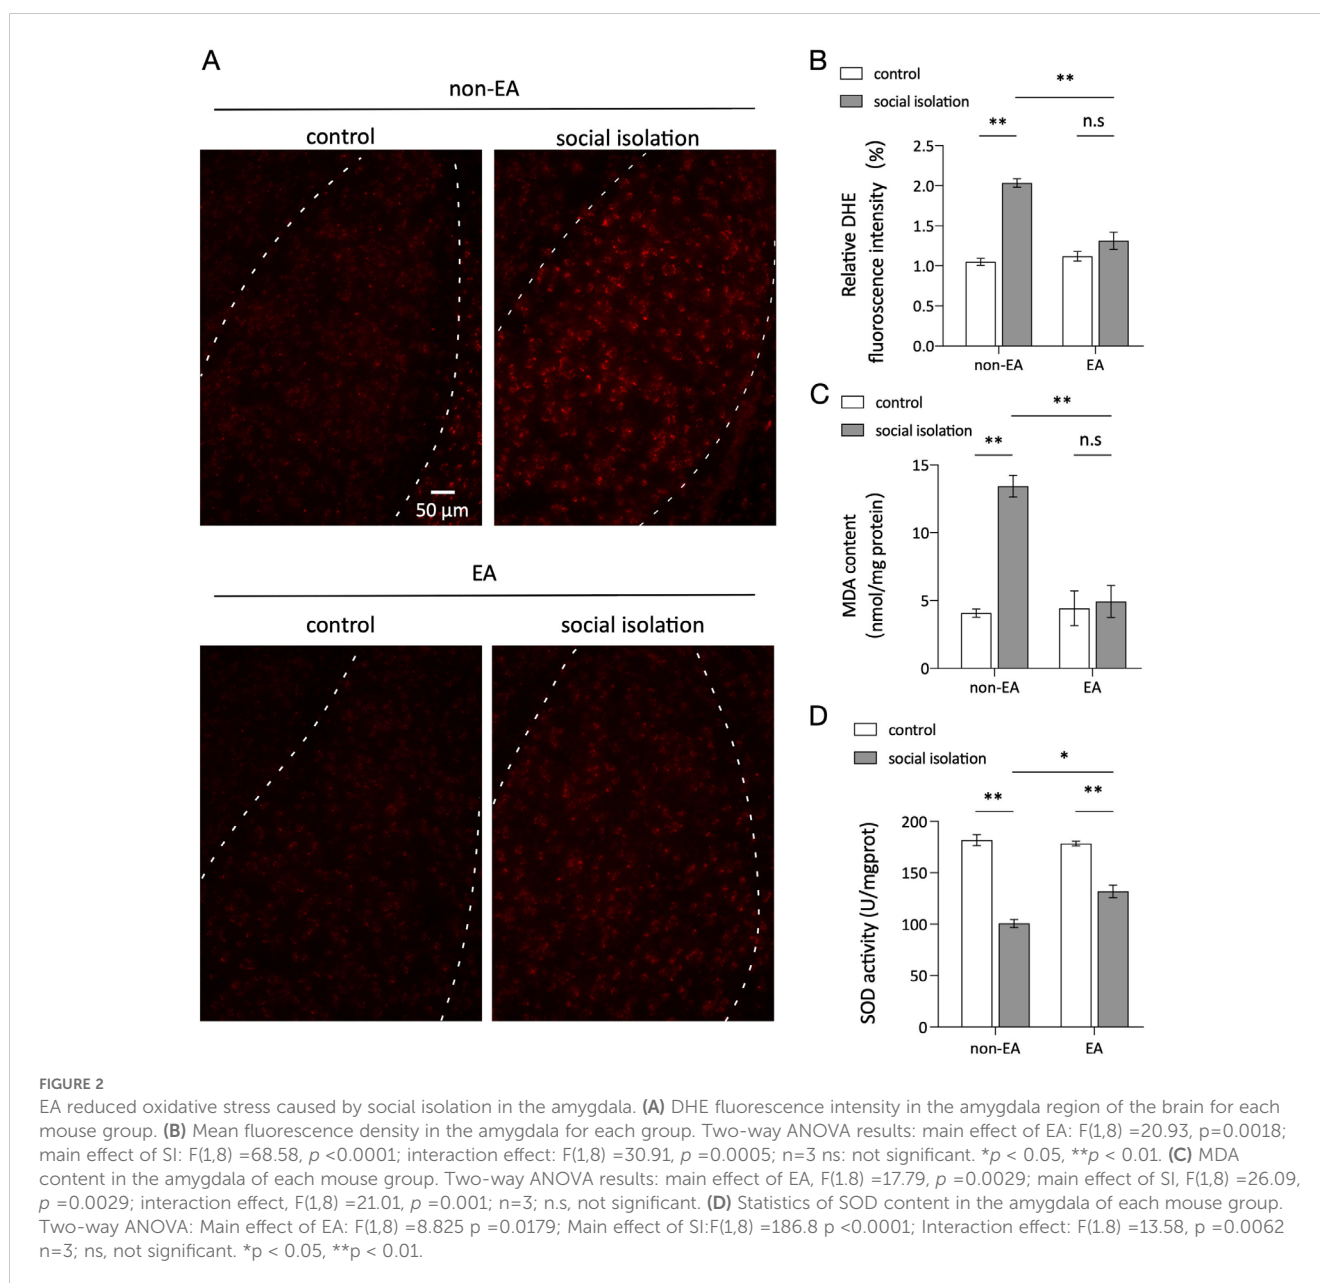 A
non-EA
control
social isolation
50 µm
EA
control
social isolation
B
control
social isolation
**
**
n.s
Relative DHE
fluoroscence intensity (%)
2.5
2.0
1.5
1.0
0.5
0.0
non-EA
EA
C
control
social isolation
**
**
n.s
MDA content
(nmol/mg protein)
15
10
5
0
non-EA
EA
D
control
social isolation
*
**
**
SOD activity (U/mgprot)
200
150
100
50
0
non-EA
EA
FIGURE 2
EA reduced oxidative stress caused by social isolation in the amygdala. (A) DHE fluorescence intensity in the amygdala region of the brain for each
mouse group. (B) Mean fluorescence density in the amygdala for each group. Two-way ANOVA results: main effect of EA: F(1,8) =20.93, p=0.0018;
main effect of SI: F(1,8) =68.58, p <0.0001; interaction effect: F(1,8) =30.91, p =0.0005; n=3 ns: not significant. *p < 0.05, **p < 0.01. (C) MDA
content in the amygdala of each mouse group. Two-way ANOVA results: main effect of EA, F(1.8) =17.79, p =0.0029; main effect of SI, F(1,8) =26.09,
p =0.0029; interaction effect, F(1,8) =21.01, p =0.001; n=3; n.s, not significant. (D) Statistics of SOD content in the amygdala of each mouse group.
Two-way ANOVA: Main effect of EA: F(1,8) =8.825 p =0.0179; Main effect of SI:F(1,8) =186.8 p <0.0001; Interaction effect: F(1.8) =13.58, p =0.0062
n=3; ns, not significant. *p < 0.05, **p < 0.01.